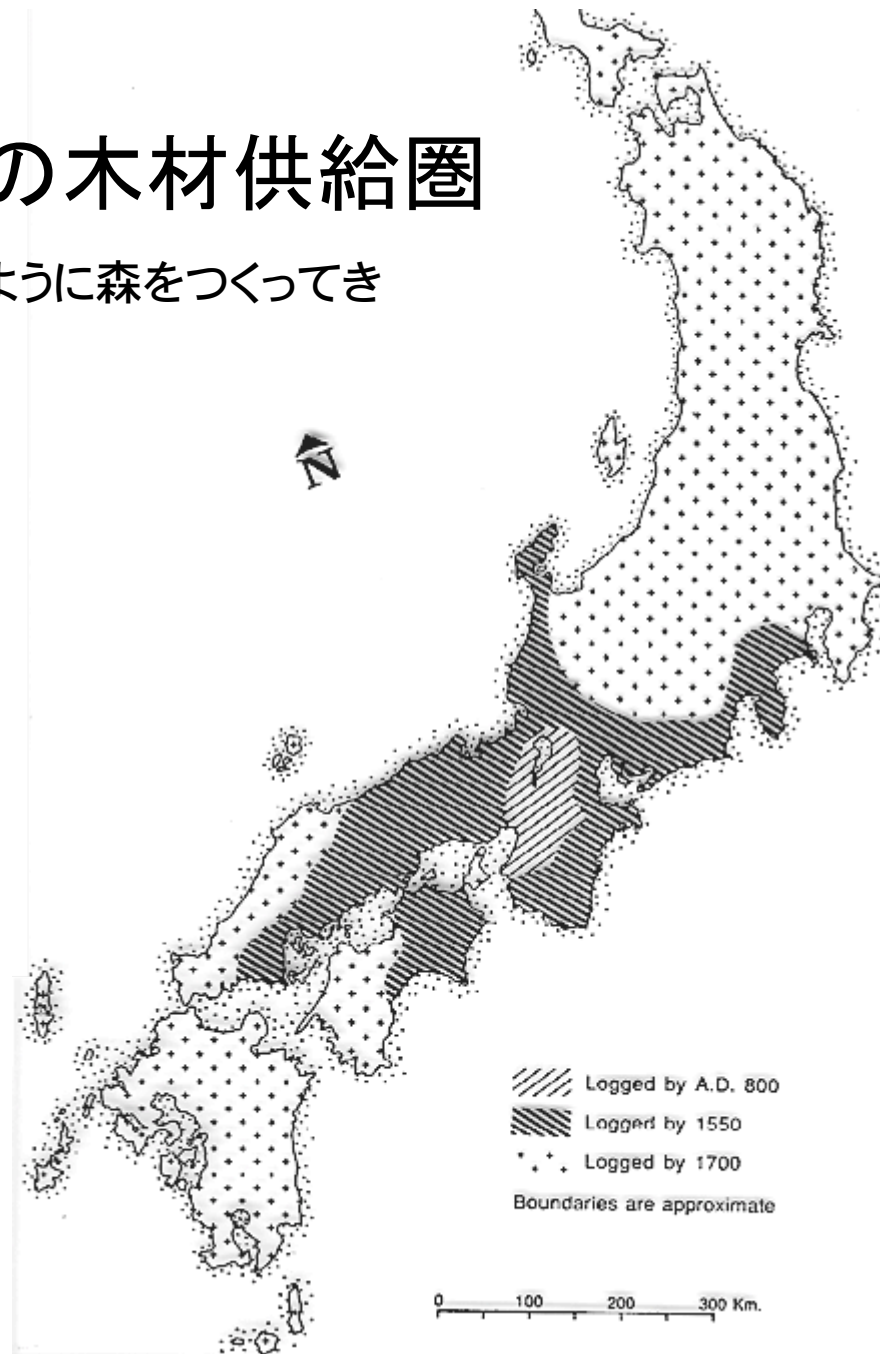 の木材供給圏
ように森をつくってき
N
Logged by A.D. 800
Logged by 1550
Logged by 1700
Boundaries are approximate
0 100 200 300 Km.